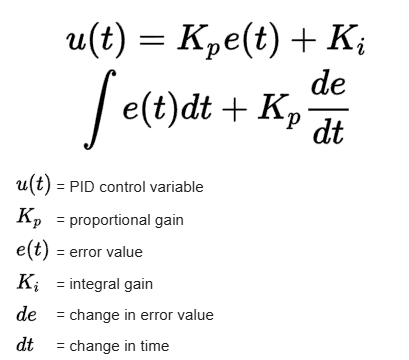 u(t) = K_p e(t) + K_i
∫ e(t)dt + K_p de/dt
u(t) = PID control variable
K_p = proportional gain
e(t) = error value
K_i = integral gain
de = change in error value
dt = change in time